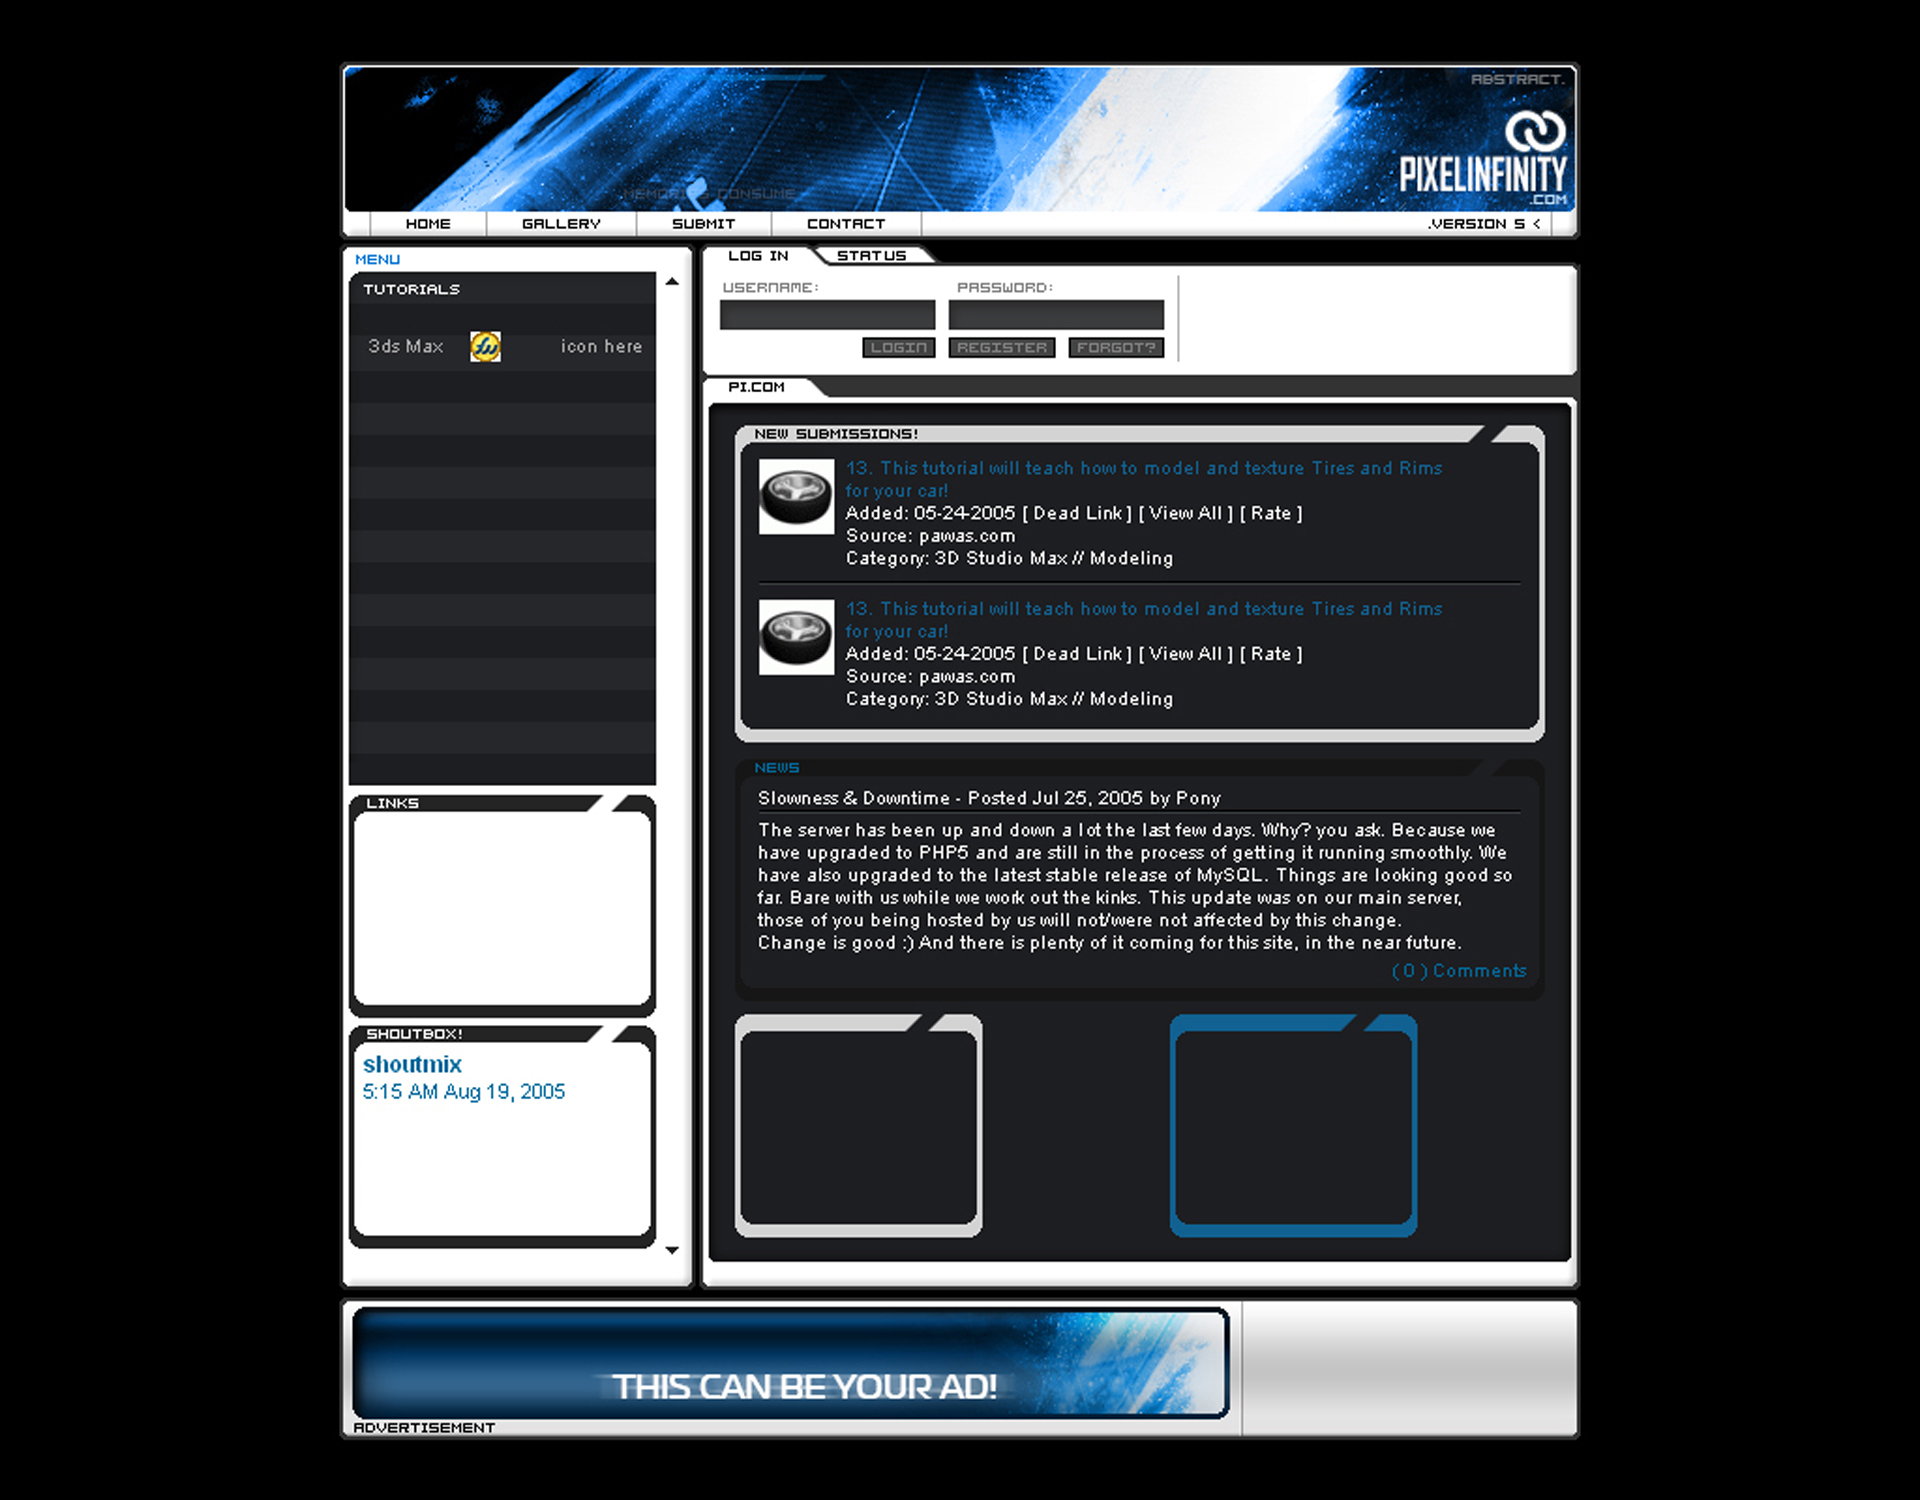 ABSTRACT.
PIXELINFINITY
.COM
MEMORIES CONSUME
HOME GALLERY SUBMIT CONTACT .VERSION 5 <
MENU
TUTORIALS
3ds Max icon here
LINKS
SHOUTBOX!
shoutmix
5:15 AM Aug 19, 2005
LOG IN STATUS
USERNAME: PASSWORD:
LOGIN REGISTER FORGOT?
PI.COM
NEW SUBMISSIONS!
13. This tutorial will teach how to model and texture Tires and Rims
for your car!
Added: 05-24-2005 [ Dead Link ] [ View All ] [ Rate ]
Source: pawas.com
Category: 3D Studio Max // Modeling
13. This tutorial will teach how to model and texture Tires and Rims
for your car!
Added: 05-24-2005 [ Dead Link ] [ View All ] [ Rate ]
Source: pawas.com
Category: 3D Studio Max // Modeling
NEWS
Slowness & Downtime - Posted Jul 25, 2005 by Pony
The server has been up and down a lot the last few days. Why? you ask. Because we
have upgraded to PHP5 and are still in the process of getting it running smoothly. We
have also upgraded to the latest stable release of MySQL. Things are looking good so
far. Bare with us while we work out the kinks. This update was on our main server,
those of you being hosted by us will not/were not affected by this change.
Change is good :) And there is plenty of it coming for this site, in the near future.
( 0 ) Comments
THIS CAN BE YOUR AD!
ADVERTISEMENT